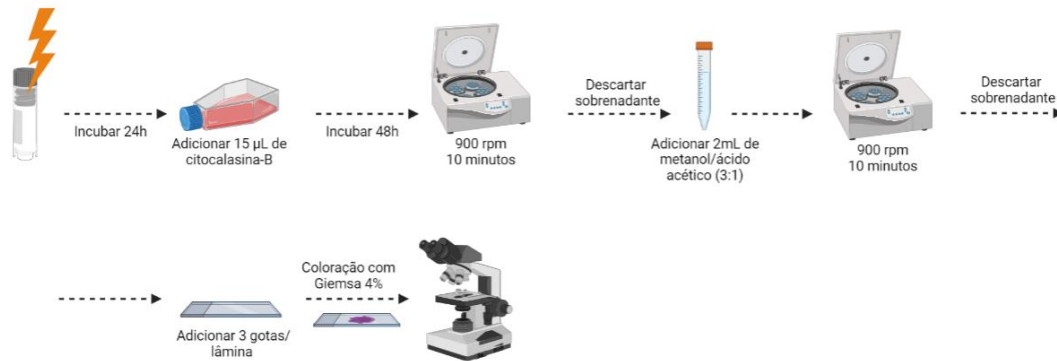 Incubar 24h
Adicionar 15 µL de
citocalasina-B
Incubar 48h
900 rpm
10 minutos
Descartar
sobrenadante
Adicionar 2mL de
metanol/ácido
acético (3:1)
900 rpm
10 minutos
Descartar
sobrenadante
Adicionar 3 gotas/
lâmina
Coloração com
Giemsa 4%